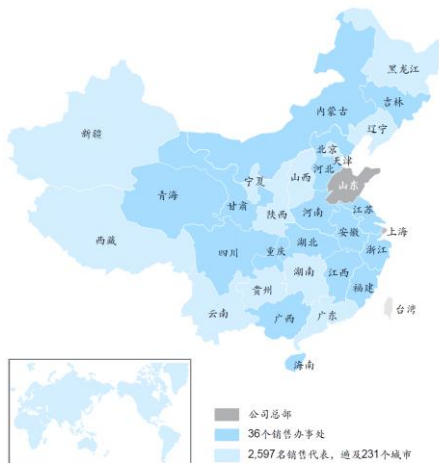 黑龙江
吉林
内蒙古
辽宁
新疆
北京
天津
河北
山西
宁夏
山东
青海
甘肃
陕西
河南
江苏
西藏
安徽
上海
四川
湖北
重庆
浙江
湖南
江西
贵州
福建
云南
台湾
广西
广东
海南
公司总部
36个销售办事处
2,597名销售代表，遍及231个城市